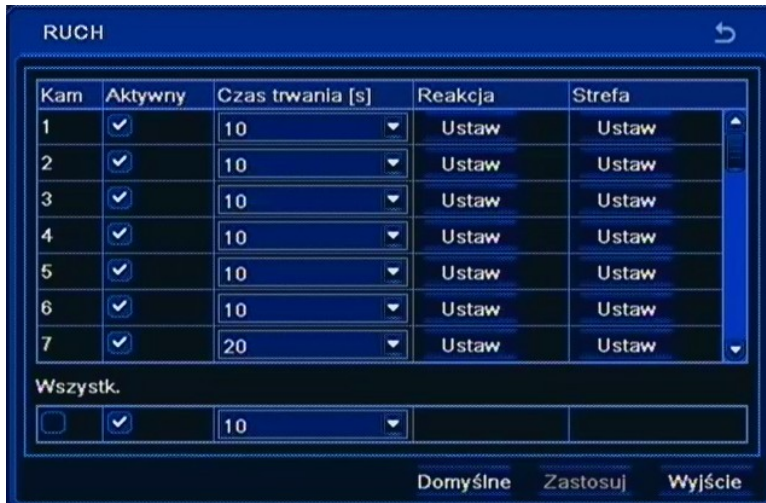 RUCH
Kam Aktywny Czas trwania [s] Reakcja Strefa
1 10 Ustaw Ustaw
2 10 Ustaw Ustaw
3 10 Ustaw Ustaw
4 10 Ustaw Ustaw
5 10 Ustaw Ustaw
6 10 Ustaw Ustaw
7 20 Ustaw Ustaw
Wszystk.
10
Domyślne Zastosuj Wyjście